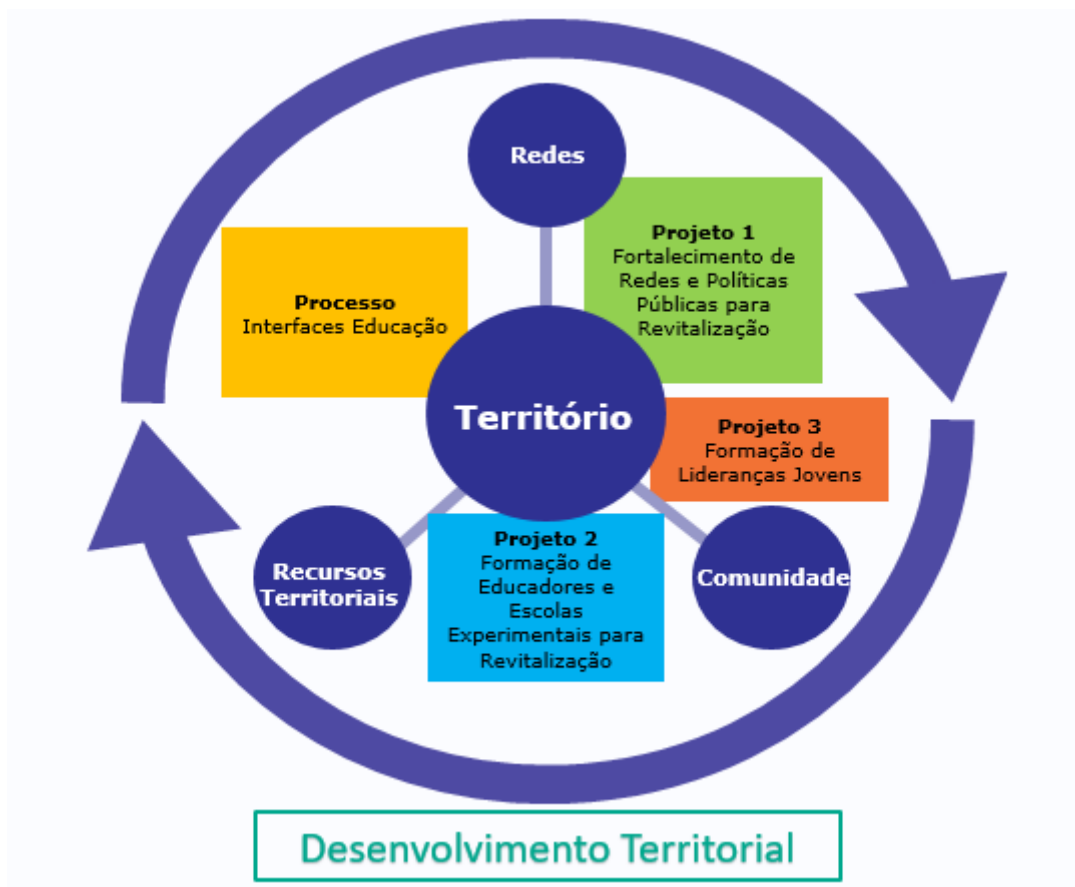 Redes
Projeto 1
Fortalecimento de
Redes e Políticas
Públicas para
Revitalização
Processo
Interfaces Educação
Território
Projeto 3
Formação de
Lideranças Jovens
Recursos
Territoriais
Projeto 2
Formação de
Educadores e
Escolas
Experimentais para
Revitalização
Comunidade
Desenvolvimento Territorial